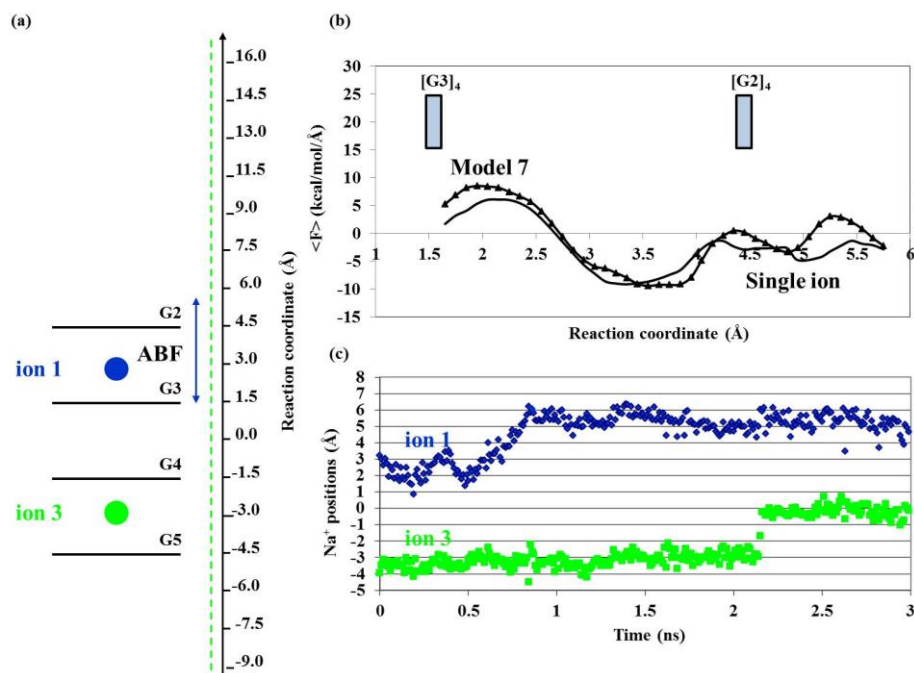 (a)
16.0
14.5
13.0
11.5
9.0
7.5
6.0
4.5
3.0
1.5
0.0
-1.5
-3.0
-4.5
-6.0
-7.5
-9.0
Reaction coordinate (Å)
G2
ion 1
ABF
G3
G4
ion 3
G5
(b)
30
25
20
15
10
5
0
-5
-10
-15
<F> (kcal/mol/Å)
[G3]4
[G2]4
Model 7
Single ion
1 1.5 2 2.5 3 3.5 4 4.5 5 5.5 6
Reaction coordinate (Å)
(c)
8
7
6
5
4
3
2
1
0
-1
-2
-3
-4
-5
Na+ positions (Å)
ion 1
ion 3
0 0.5 1 1.5 2 2.5 3
Time (ns)